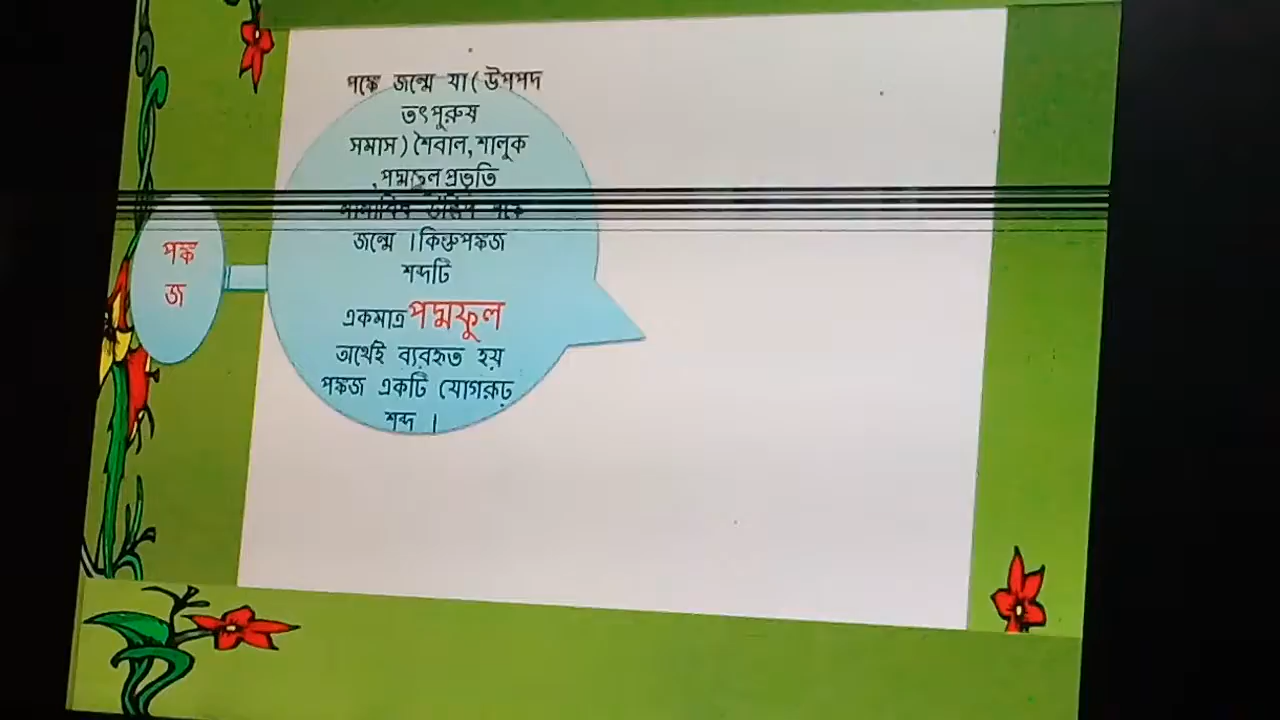 পঙ্কে জন্মে যা ( উপপদ
তৎপুরুষ
সমাস ) শৈবাল,শালুক
,পদ্মফুল প্রভৃতি
জন্মে । কিন্তুপঙ্কজ
শব্দটি
একমাত্র পদ্মফুল
অর্থেই ব্যবহৃত হয়
পঙ্কজ একটি যোগরূঢ়
শব্দ ।
পঙ্ক
জ